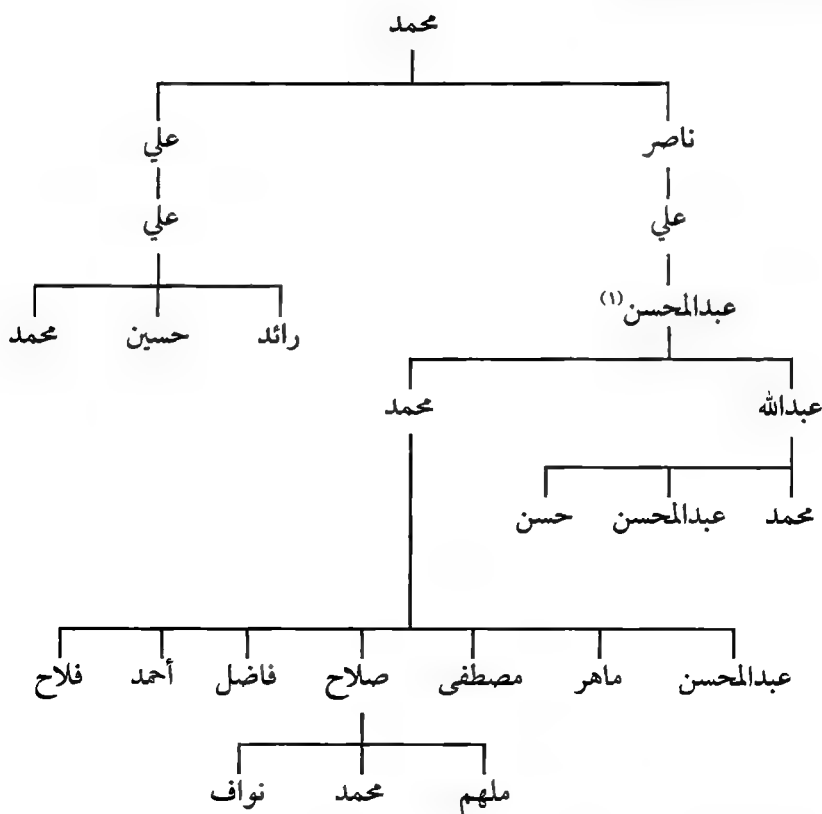 محمد
ناصر علي
علي علي
عبدالمحسن (١)
رائد حسين محمد
عبدالله محمد
محمد عبدالمحسن حسن
عبدالمحسن ماهر مصطفى صلاح فاضل أحمد فلاح
ملهم محمد نواف